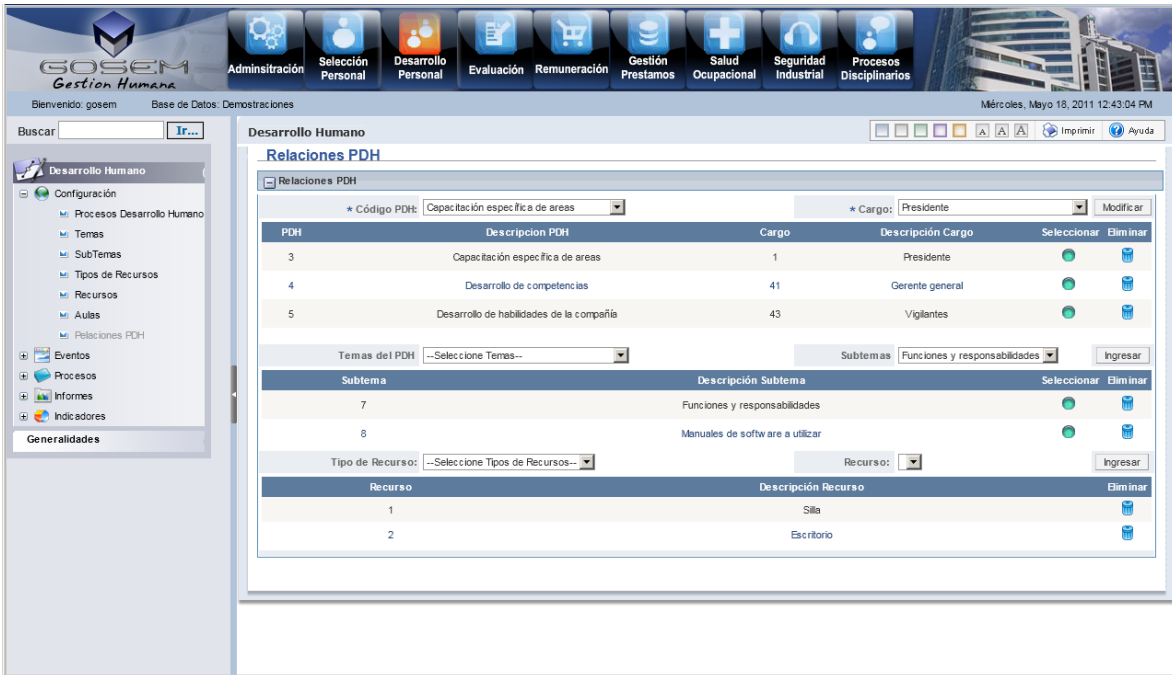 GOSEM
Gestion Humana
Adminsitración
Selección Personal
Desarrollo Personal
Evaluación
Remuneración
Gestión Prestamos
Salud Ocupacional
Seguridad Industrial
Procesos Disciplinarios
Bienvenido: gosem Base de Datos: Demostraciones Miércoles, Mayo 18, 2011 12:43:04 PM
Buscar Ir...
Desarrollo Humano
A A A Imprimir Ayuda
Desarrollo Humano
Configuración
Procesos Desarrollo Humano
Temas
SubTemas
Tipos de Recursos
Recursos
Aulas
Relaciones PDH
Eventos
Procesos
Informes
Indicadores
Generalidades
Relaciones PDH
Relaciones PDH
* Código PDH: Capacitación específica de areas * Cargo: Presidente Modificar
PDH Descripcion PDH Cargo Descripción Cargo Seleccionar Eliminar
3 Capacitación específica de areas 1 Presidente
4 Desarrollo de competencias 41 Gerente general
5 Desarrollo de habilidades de la compañía 43 Vigilantes
Temas del PDH --Seleccione Temas-- Subtemas Funciones y responsabilidades Ingresar
Subtema Descripción Subtema Seleccionar Eliminar
7 Funciones y responsabilidades
8 Manuales de software a utilizar
Tipo de Recurso: --Seleccione Tipos de Recursos-- Recurso: Ingresar
Recurso Descripción Recurso Eliminar
1 Silla
2 Escritorio